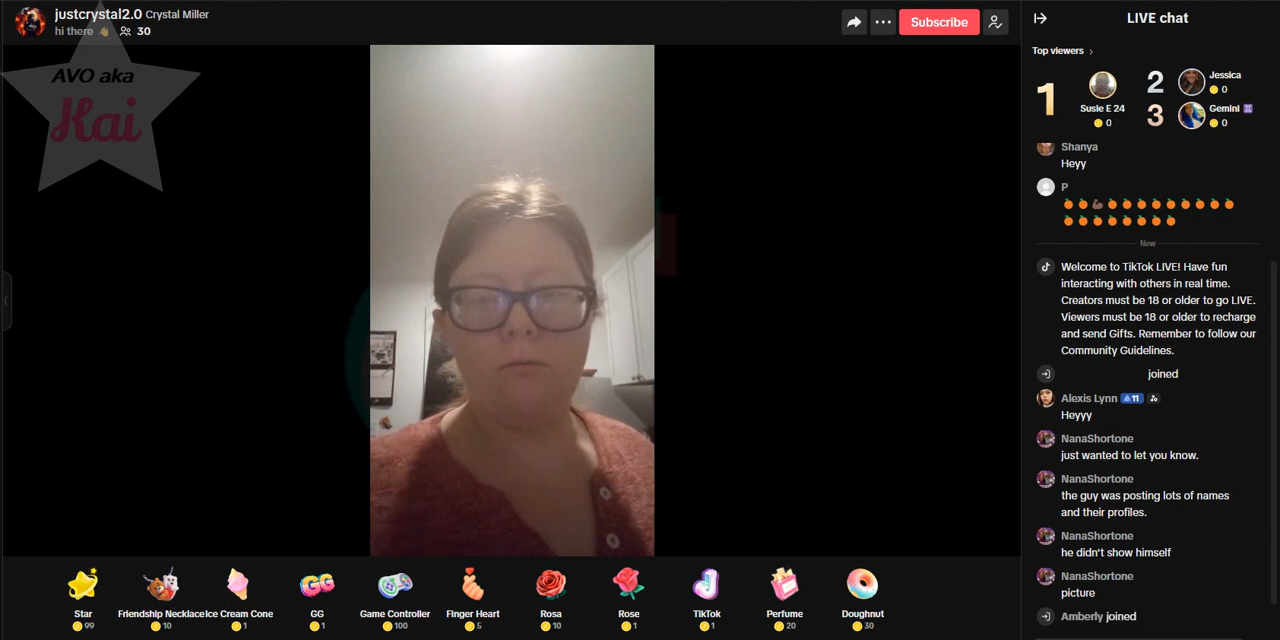 justcrystal2.0 Crystal Miller
hi there 👋 30
Subscribe
LIVE chat
AVO aka
Kai
Top viewers
1
Susie E 24
0
2
Jessica
0
3
Gemini ♊
0
Shanya
Heyy
P
🍊🍊💪🏾🍊🍊🍊🍊🍊🍊🍊🍊🍊
🍊🍊🍊🍊🍊🍊🍊🍊
New
Welcome to TikTok LIVE! Have fun
interacting with others in real time.
Creators must be 18 or older to go LIVE.
Viewers must be 18 or older to recharge
and send Gifts. Remember to follow our
Community Guidelines.
joined
Alexis Lynn 11
Heyyy
NanaShortone
just wanted to let you know.
NanaShortone
the guy was posting lots of names
and their profiles.
NanaShortone
he didn't show himself
NanaShortone
picture
Amberly joined
Star
99
Friendship Necklace
10
Ice Cream Cone
1
GG
GG
1
Game Controller
100
Finger Heart
5
Rosa
10
Rose
1
TikTok
1
Perfume
20
Doughnut
30